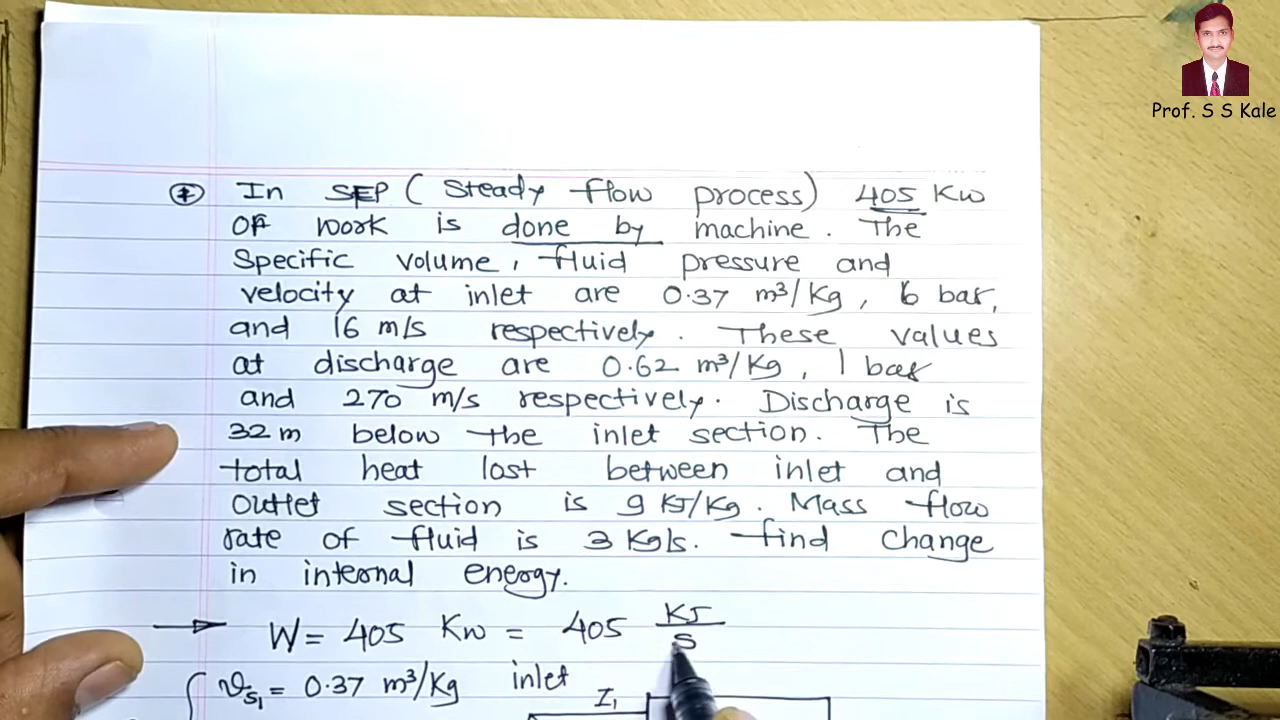 Prof. S S Kale
In SFP ( Steady flow process) 405 Kw
of work is done by machine. The
Specific volume, fluid pressure and
velocity at inlet are 0.37 m³/Kg, 6 bar,
and 16 m/s respectively. These values
at discharge are 0.62 m³/Kg, 1 bar
and 270 m/s respectively. Discharge is
32 m below the inlet section. The
total heat lost between inlet and
outlet section is 9 KJ/Kg. Mass flow
rate of fluid is 3 Kg/s. find change
in internal energy.
→ W = 405 Kw = 405 KJ/S
vs₁ = 0.37 m³/Kg inlet
I₁